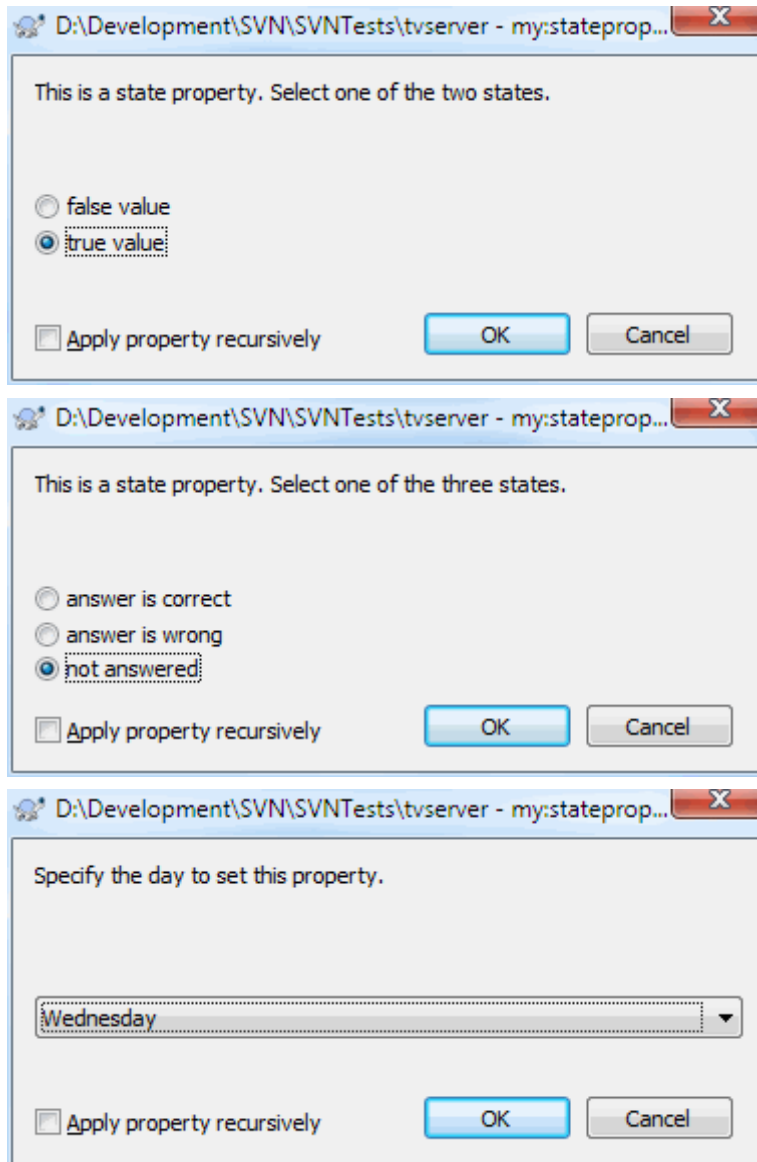 D:\Development\SVN\SVNTests\tvserver - my:stateprop...
This is a state property. Select one of the two states.
false value
true value
Apply property recursively OK Cancel
D:\Development\SVN\SVNTests\tvserver - my:stateprop...
This is a state property. Select one of the three states.
answer is correct
answer is wrong
not answered
Apply property recursively OK Cancel
D:\Development\SVN\SVNTests\tvserver - my:stateprop...
Specify the day to set this property.
Wednesday
Apply property recursively OK Cancel